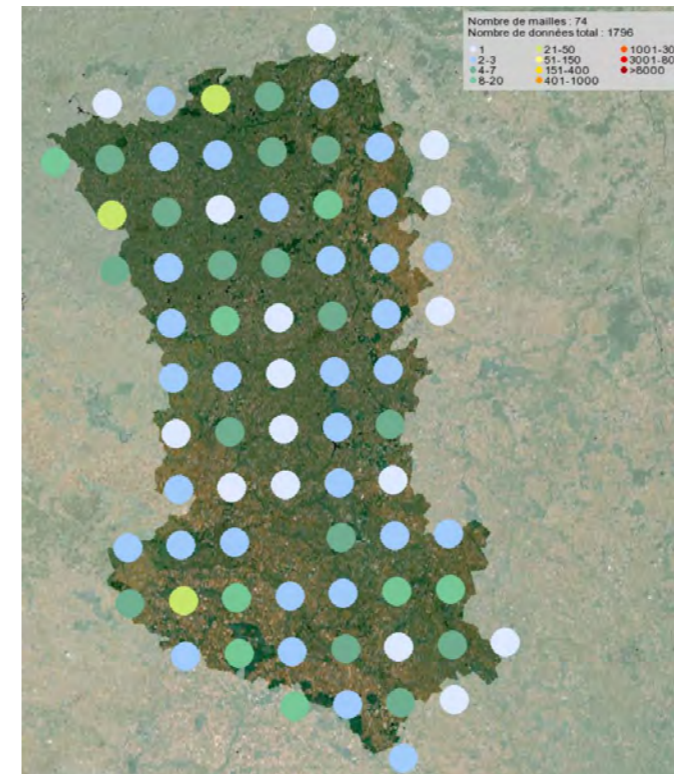 Nombre de mailles : 74
Nombre de données total : 1796
1 21-50 1001-30
2-3 51-150 3001-80
4-7 151-400 >8000
8-20 401-1000